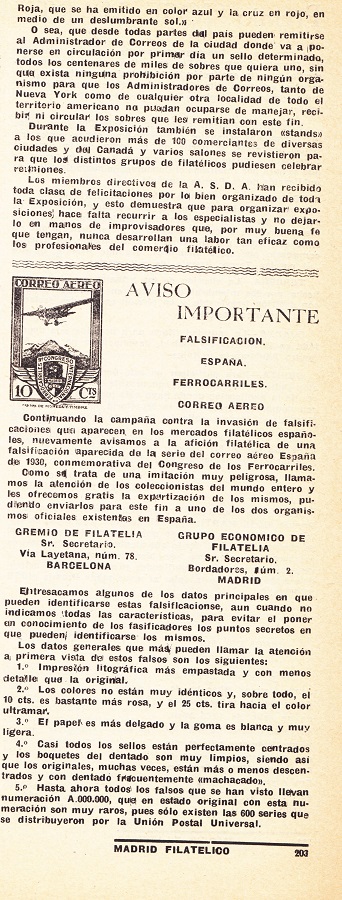 Roja, que se ha emitido en color azul y la cruz en rojo, en
medio de un deslumbrante sol.»
O sea, que desde todas partes del país pueden remitirse
al Administrador de Correos de la ciudad donde va a po-
nerse en circulación por primer día un sello determinado,
todos los centenares de miles de sobres que quiera uno, sin
que exista ninguna prohibición por parte de ningún orga-
nismo para que los Administradores de Correos, tanto de
Nueva York como de cualquier otra localidad de todo el
territorio americano no puedan ocuparse de manejar, reci-
bir ni circular los sobres que les remitían con este fin.
Durante la Exposición también se instalaron «stands»
a los que acudieron más de 100 comerciantes de diversas
ciudades y del Canadá y varios salones se revistieron pa-
ra que los distintos grupos de filatélicos pudiesen celebrar
reuniones.
Los miembros directivos de la A. S. D. A. han recibido
toda clase de felicitaciones por lo bien organizado de toda
la Exposición, y esto demuestra que para organizar expo-
siciones hace falta recurrir a los especialistas y no dejar-
lo en manos de improvisadores que, por muy buena fe
que tengan, nunca desarrollan una labor tan eficaz como
los profesionales del comercio filatélico.
CORREO AEREO
10 CTS
AVISO
IMPORTANTE
FALSIFICACION.
ESPAÑA.
FERROCARRILES.
CORREO AEREO
Continuando la campaña contra la invasión de falsifi-
caciones que aparecen en los mercados filatélicos españo-
les, nuevamente avisamos a la afición filatélica de una
falsificación aparecida de la serie del correo aéreo España
de 1930, conmemorativa del Congreso de los Ferrocarriles.
Como se trata de una imitación muy peligrosa, llama-
mos la atención de los coleccionistas del mundo entero y
les ofrecemos gratis la expertización de los mismos, pu-
diendo enviarlos para este fin a uno de los dos organis-
mos oficiales existentes en España.
GREMIO DE FILATELIA
Sr. Secretario.
Vía Layetana, núm. 78.
BARCELONA
GRUPO ECONOMICO DE
FILATELIA
Sr. Secretario.
Bordadores, núm. 2.
MADRID
Entresacamos algunos de los datos principales en que
pueden identificarse estas falsificaciones, aun cuando no
indicamos todas las características, para evitar el poner
en conocimiento de los fasificadores los puntos secretos en
que pueden identificarse los mismos.
Los datos generales que más pueden llamar la atención
a primera vista de estos falsos son los siguientes:
1.º Impresión litográfica más empastada y con menos
detalle que la original.
2.º Los colores no están muy idénticos y, sobre todo, el
10 cts. es bastante más rosa, y el 25 cts. tira hacia el color
ultramar.
3.º El papel es más delgado y la goma es blanca y muy
ligera.
4.º Casi todos los sellos están perfectamente centrados
y los boquetes del dentado son muy limpios, siendo así
que los originales, muchas veces, están más o menos descen-
trados y con dentado frecuentemente «machacado».
5.º Hasta ahora todos los falsos que se han visto llevan
numeración A.000.000, que en estado original con esta nu-
meración son muy raros, pues sólo existen las 600 series que
se distribuyeron por la Unión Postal Universal.
MADRID FILATELICO 203